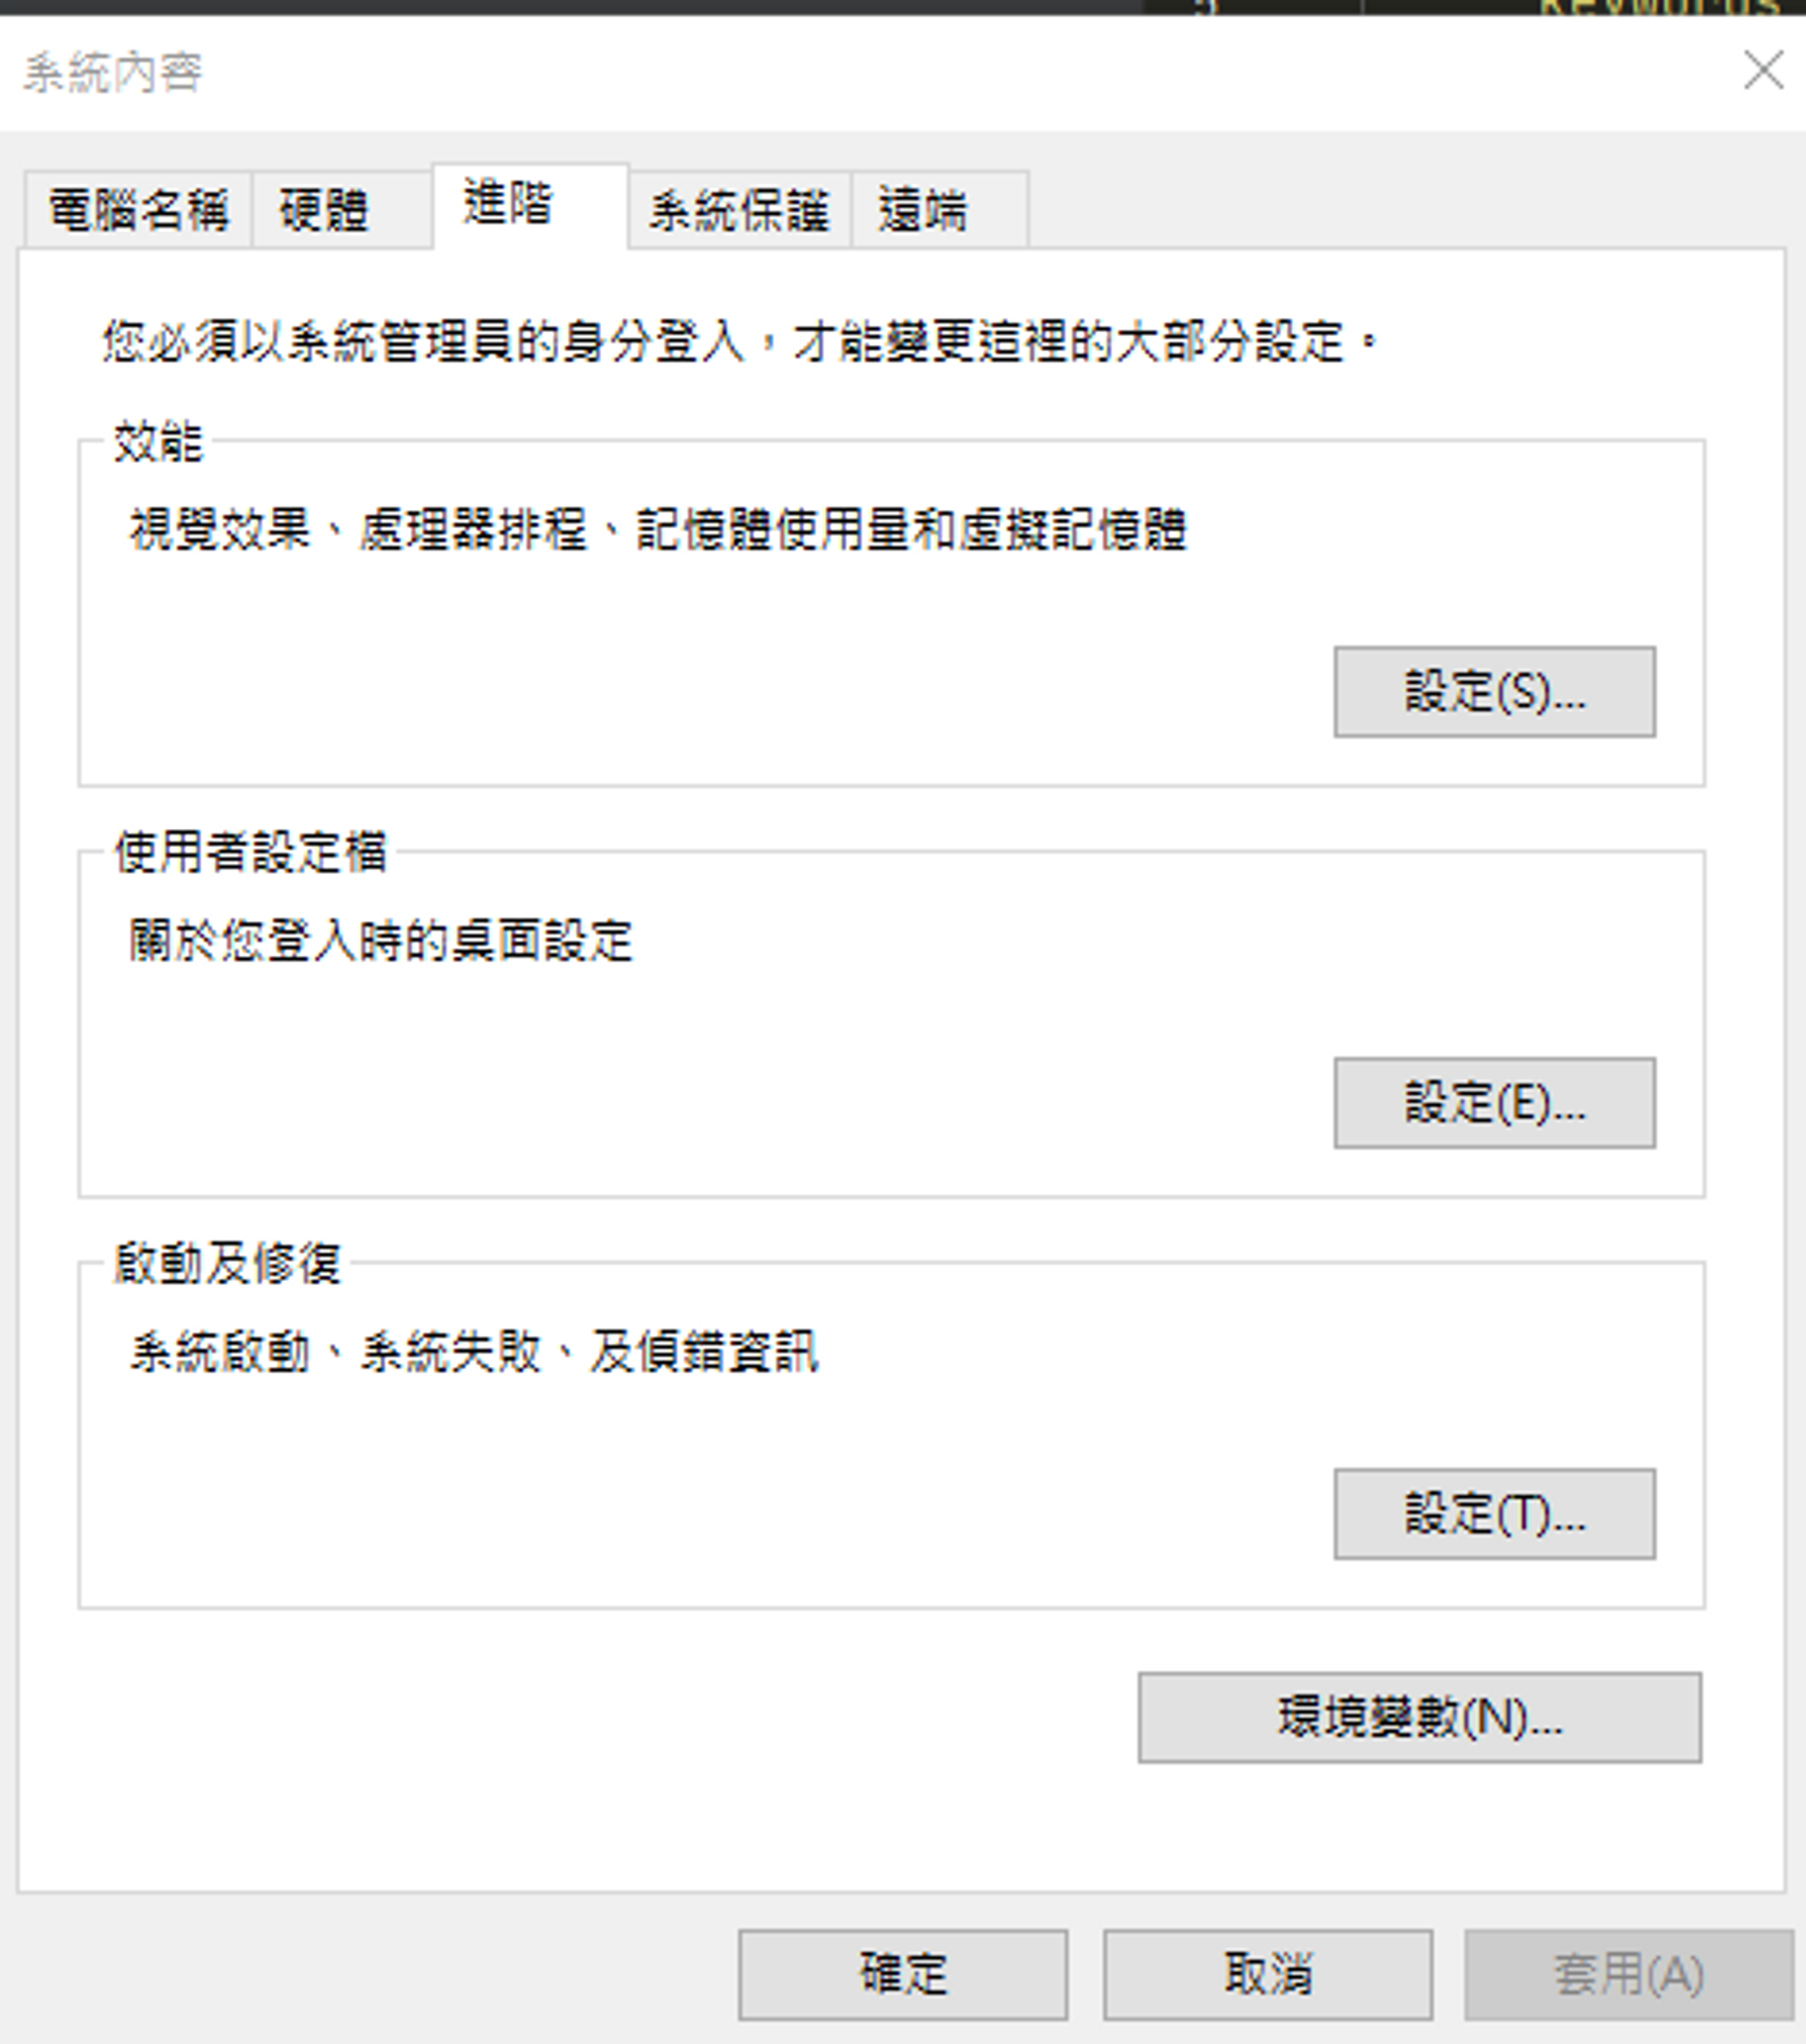 Keywords
系統內容
電腦名稱
硬體
進階
系統保護
遠端
您必須以系統管理員的身分登入，才能變更這裡的大部分設定。
效能
視覺效果、處理器排程、記憶體使用量和虛擬記憶體
設定(S)...
使用者設定檔
關於您登入時的桌面設定
設定(E)...
啟動及修復
系統啟動、系統失敗、及偵錯資訊
設定(T)...
環境變數(N)...
確定
取消
套用(A)